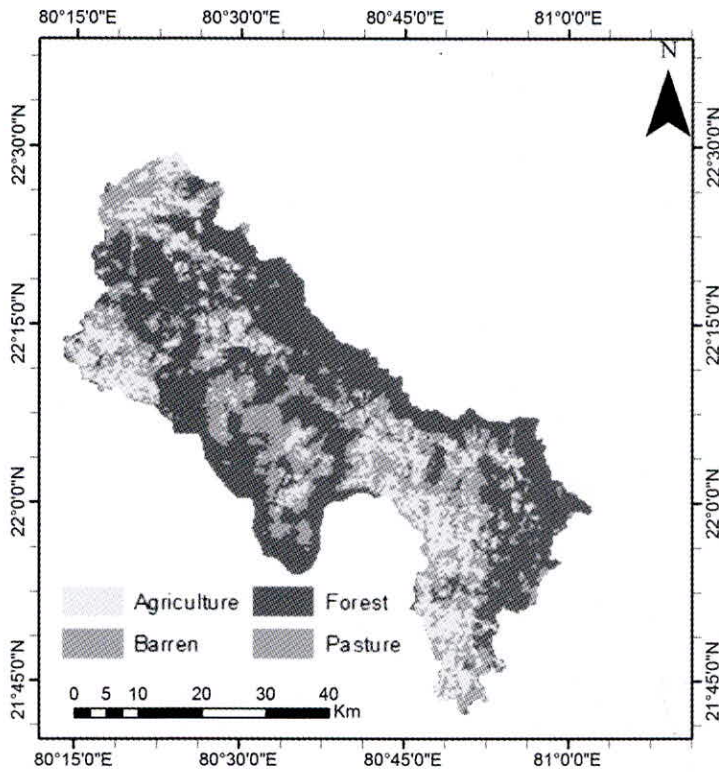 80°15'0"E 80°30'0"E 80°45'0"E 81°0'0"E
N
22°30'0"N 22°30'0"N
22°15'0"N 22°15'0"N
22°0'0"N 22°0'0"N
21°45'0"N 21°45'0"N
Agriculture Forest
Barren Pasture
0 5 10 20 30 40
Km
80°15'0"E 80°30'0"E 80°45'0"E 81°0'0"E